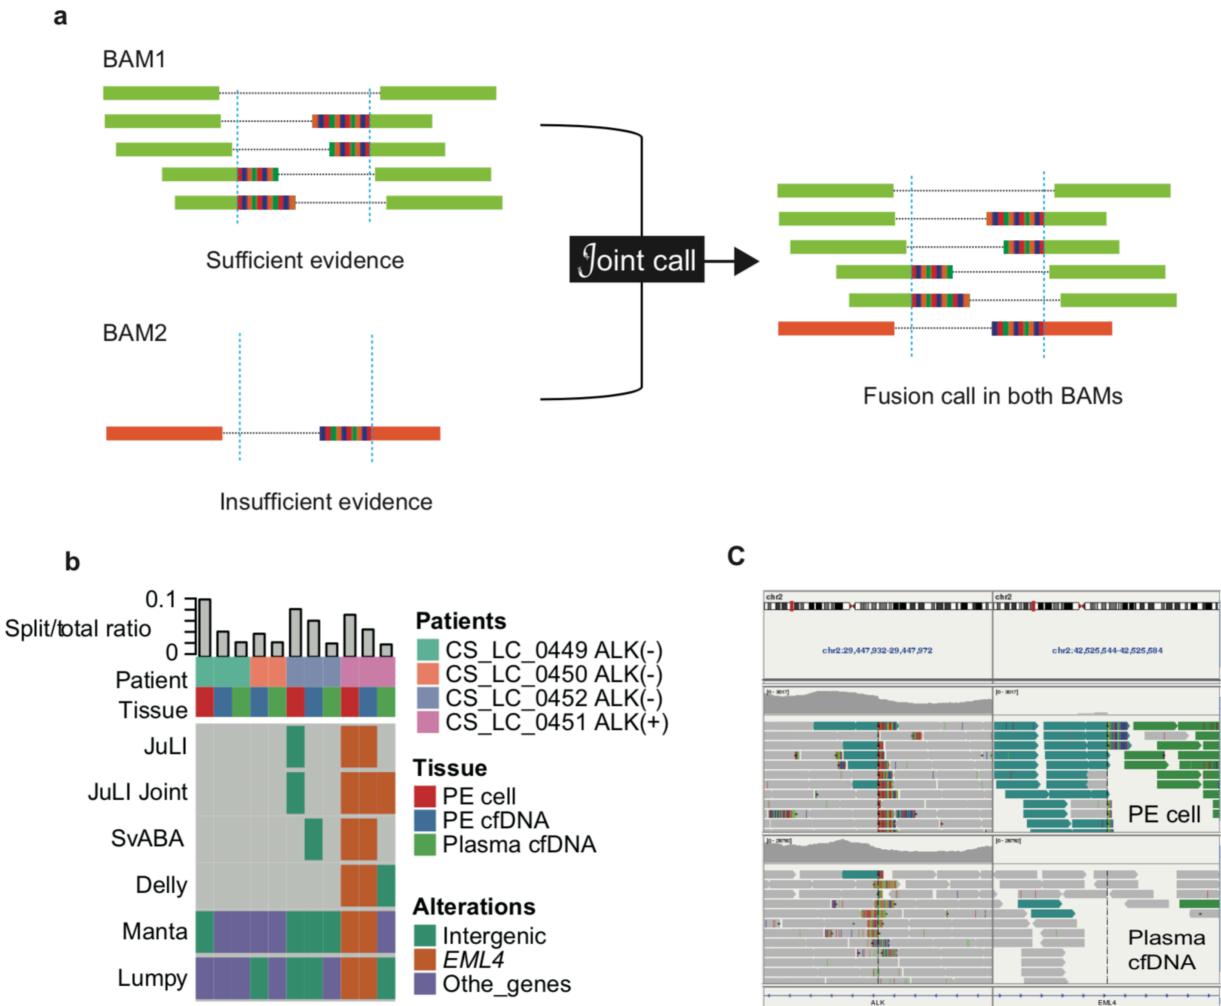 a
BAM1
Sufficient evidence
BAM2
Insufficient evidence
Joint call
Fusion call in both BAMs
b
0.1
Split/total ratio
0
Patient
Tissue
JuLI
JuLI Joint
SvABA
Delly
Manta
Lumpy
Patients
CS_LC_0449 ALK(-)
CS_LC_0450 ALK(-)
CS_LC_0452 ALK(-)
CS_LC_0451 ALK(+)
Tissue
PE cell
PE cfDNA
Plasma cfDNA
Alterations
Intergenic
EML4
Othe_genes
C
chr2
chr2
chr2:29,447,932-29,447,972
chr2:42,525,544-42,525,584
PE cell
Plasma
cfDNA
ALK
EML4